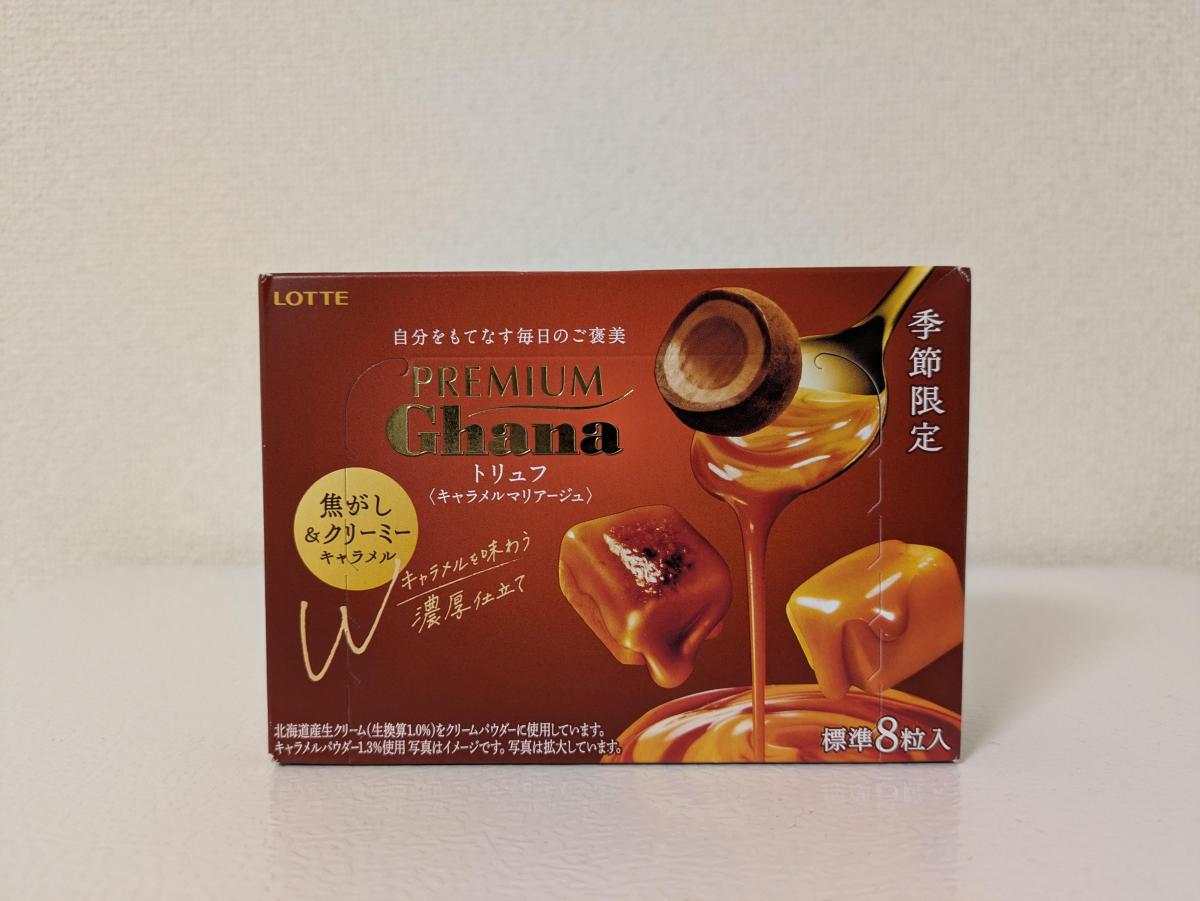 LOTTE
自分をもてなす毎日のご褒美
PREMIUM
Ghana
トリュフ
〈キャラメルマリアージュ〉
季節限定
焦がし
&クリーミー
キャラメル
W
キャラメルを味わう
濃厚仕立て
北海道産生クリーム(生換算1.0%)をクリームパウダーに使用しています。
キャラメルパウダー1.3%使用 写真はイメージです。写真は拡大しています。
標準8粒入